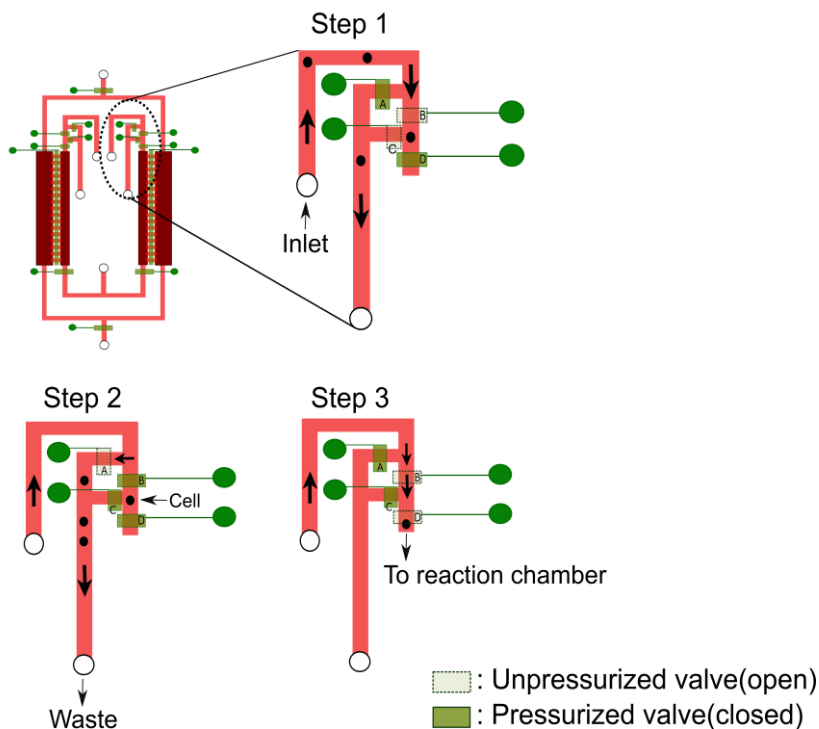 Step 1
A
B
C
D
Inlet
Step 2
A
B
C
Cell
D
Waste
Step 3
A
B
C
D
To reaction chamber
: Unpressurized valve(open)
: Pressurized valve(closed)